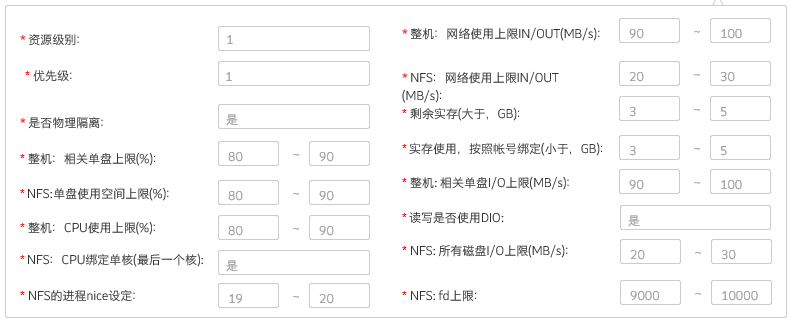 * 资源级别: 1
* 优先级: 1
* 是否物理隔离: 是
* 整机：相关单盘上限(%): 80 ~ 90
* NFS:单盘使用空间上限(%): 80 ~ 90
* 整机：CPU使用上限(%): 80 ~ 90
* NFS：CPU绑定单核(最后一个核): 是
* NFS的进程nice设定: 19 ~ 20
* 整机：网络使用上限IN/OUT(MB/s): 90 ~ 100
* NFS：网络使用上限IN/OUT
(MB/s): 20 ~ 30
* 剩余实存(大于，GB): 3 ~ 5
* 实存使用，按照帐号绑定(小于，GB): 3 ~ 5
* 整机: 相关单盘I/O上限(MB/s): 90 ~ 100
* 读写是否使用DIO: 是
* NFS: 所有磁盘I/O上限(MB/s): 20 ~ 30
* NFS: fd上限: 9000 ~ 10000